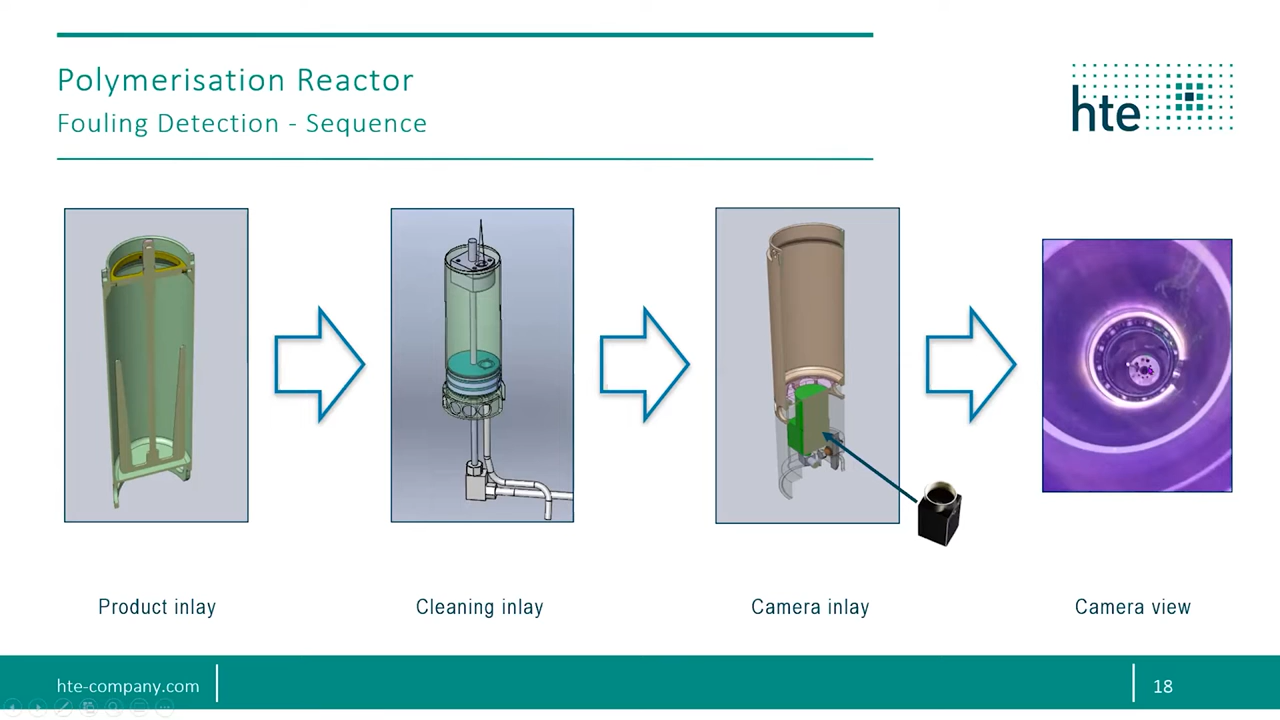 Polymerisation Reactor
Fouling Detection - Sequence
hte
Product inlay
Cleaning inlay
Camera inlay
Camera view
hte-company.com
18